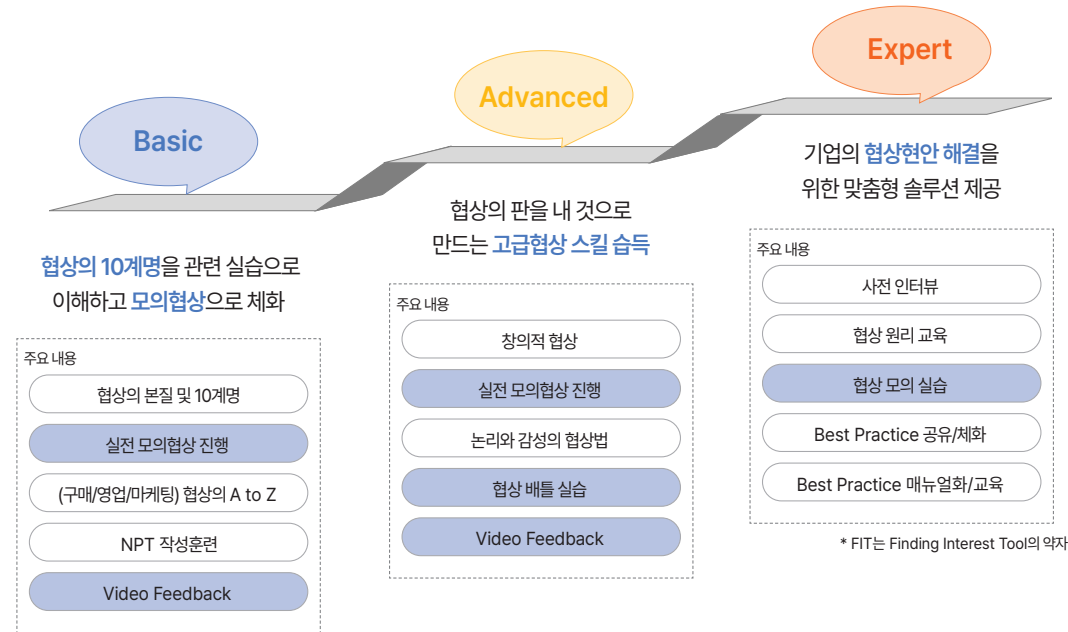 Basic
협상의 10계명을 관련 실습으로
이해하고 모의협상으로 체화
주요 내용
협상의 본질 및 10계명
실전 모의협상 진행
(구매/영업/마케팅) 협상의 A to Z
NPT 작성훈련
Video Feedback
Advanced
협상의 판을 내 것으로
만드는 고급협상 스킬 습득
주요 내용
창의적 협상
실전 모의협상 진행
논리와 감성의 협상법
협상 배틀 실습
Video Feedback
Expert
기업의 협상현안 해결을
위한 맞춤형 솔루션 제공
주요 내용
사전 인터뷰
협상 원리 교육
협상 모의 실습
Best Practice 공유/체화
Best Practice 매뉴얼화/교육
* FIT는 Finding Interest Tool의 약자